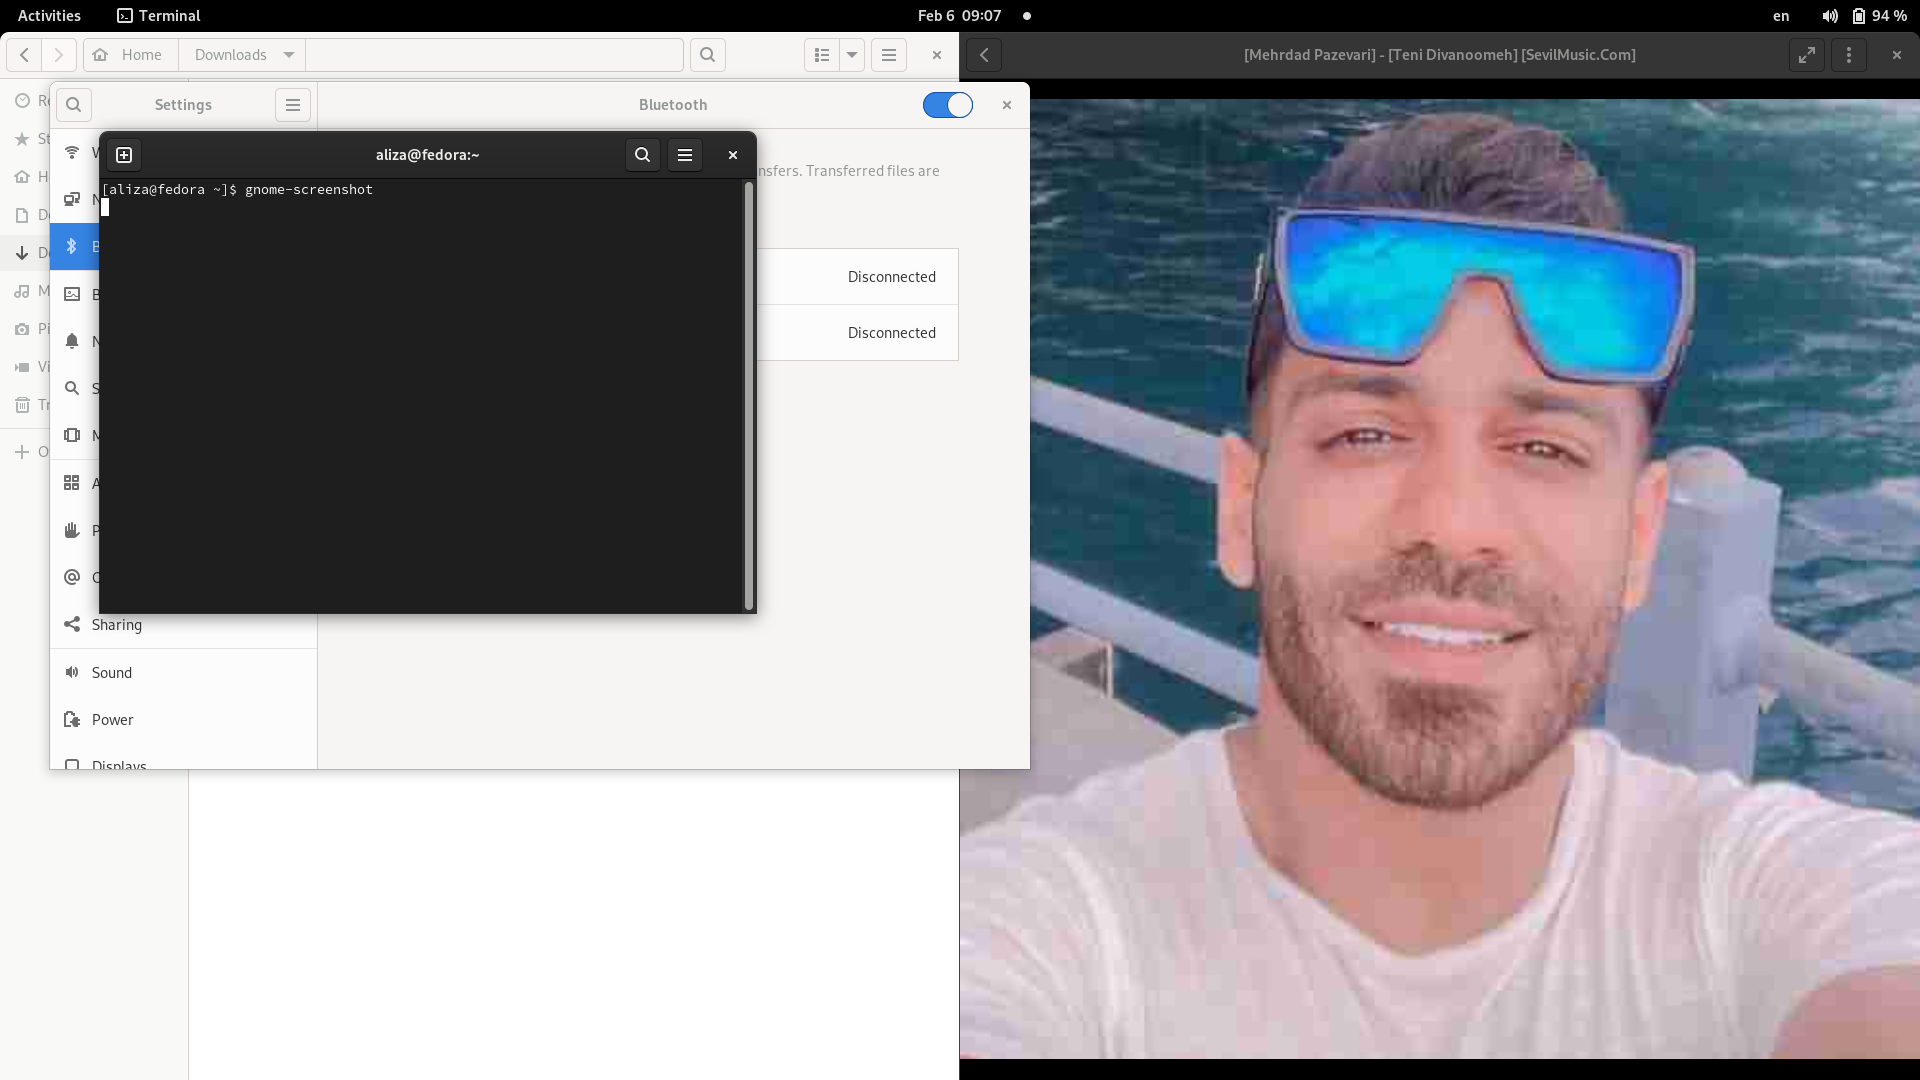 Activities
Terminal
Feb 6 09:07
en
94 %
Home
Downloads
[Mehrdad Pazevari] - [Teni Divanoomeh] [SevilMusic.Com]
Settings
Bluetooth
aliza@fedora:~
nsfers. Transferred files are
[aliza@fedora ~]$ gnome-screenshot
Disconnected
Disconnected
Sharing
Sound
Power
Displays